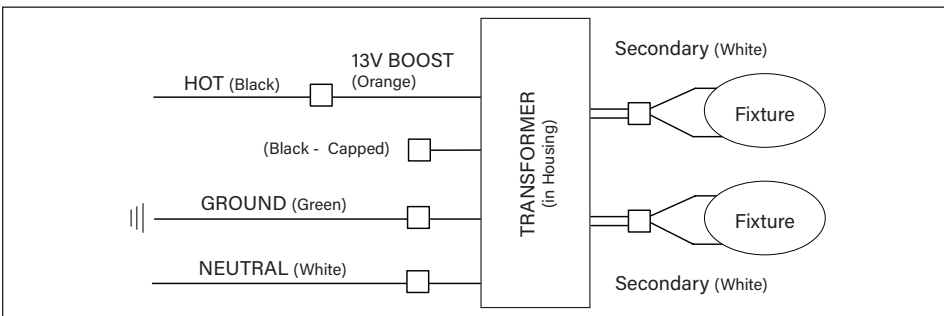 Secondary (White)
13V BOOST
(Orange)
HOT (Black)
Fixture
(Black - Capped)
TRANSFORMER
(in Housing)
GROUND (Green)
Fixture
NEUTRAL (White)
Secondary (White)